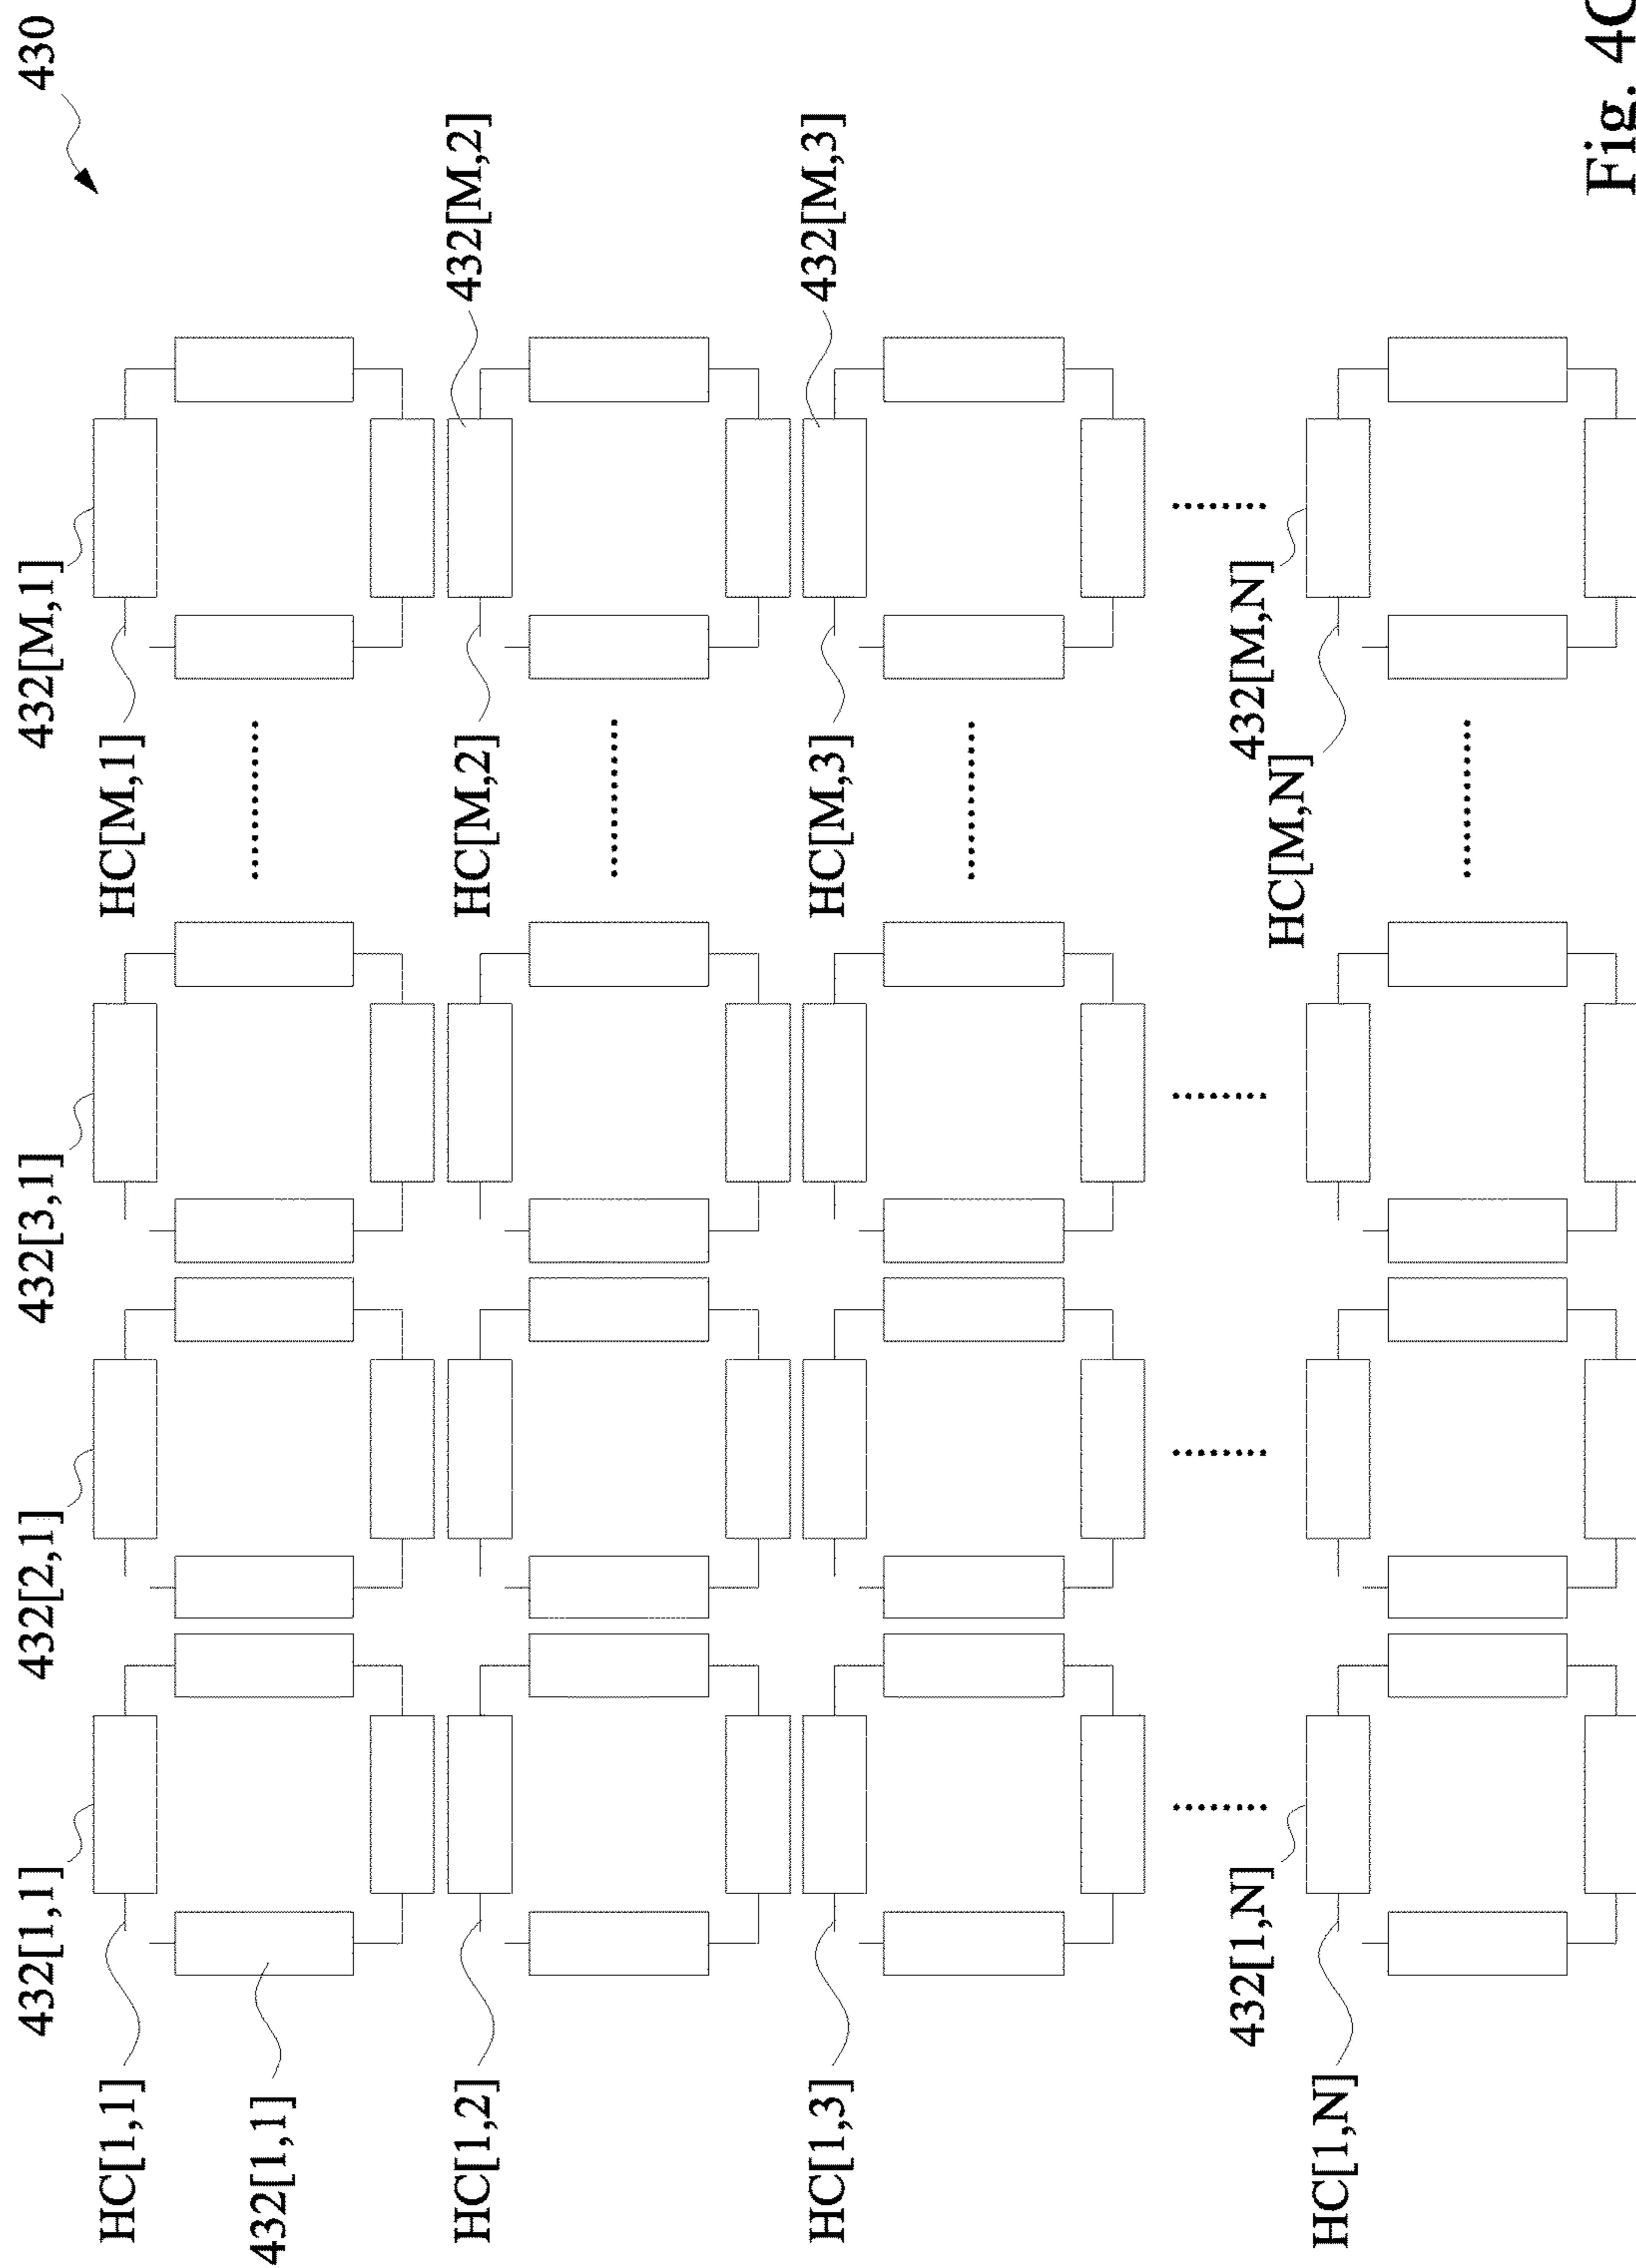 432[1,1] 432[2,1] 432[3,1] 432[M,1] 430
HC[1,1] HC[M,1]
432[1,1]
HC[1,2] HC[M,2] 432[M,2]
HC[1,3] HC[M,3] 432[M,3]
432[1,N] 432[M,N]
HC[M,N]
HC[1,N]
Fig. 4C